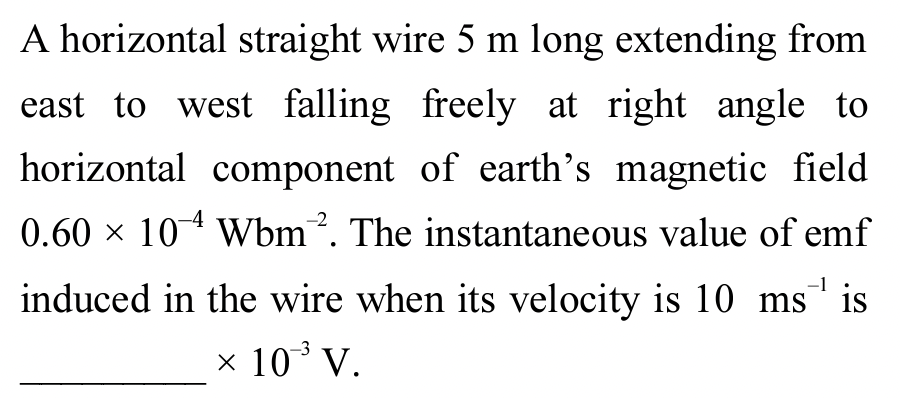 A horizontal straight wire 5 m long extending from
east to west falling freely at right angle to
horizontal component of earth’s magnetic field
0.60 × 10⁻⁴ Wbm⁻². The instantaneous value of emf
induced in the wire when its velocity is 10 ms⁻¹ is
_________ × 10⁻³ V.